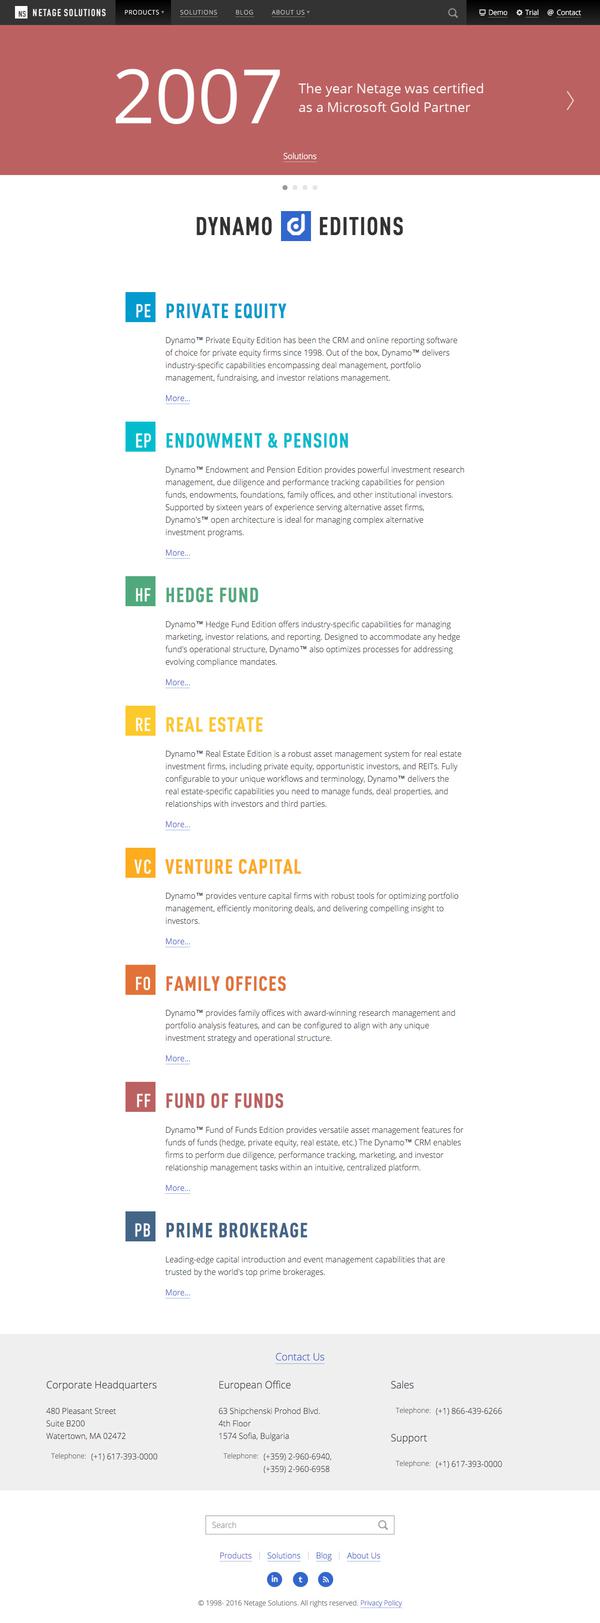 NS NETAGE SOLUTIONS PRODUCTS SOLUTIONS BLOG ABOUT US Demo Trial @ Contact
2007 The year Netage was certified
as a Microsoft Gold Partner
Solutions
DYNAMO d EDITIONS
PE PRIVATE EQUITY
Dynamo™ Private Equity Edition has been the CRM and online reporting software
of choice for private equity firms since 1998. Out of the box, Dynamo™ delivers
industry-specific capabilities encompassing deal management, portfolio
management, fundraising, and investor relations management.
More...
EP ENDOWMENT & PENSION
Dynamo™ Endowment and Pension Edition provides powerful investment research
management, due diligence and performance tracking capabilities for pension
funds, endowments, foundations, family offices, and other institutional investors.
Supported by sixteen years of experience serving alternative asset firms,
Dynamo's™ open architecture is ideal for managing complex alternative
investment programs.
More...
HF HEDGE FUND
Dynamo™ Hedge Fund Edition offers industry-specific capabilities for managing
marketing, investor relations, and reporting. Designed to accommodate any hedge
fund's operational structure, Dynamo™ also optimizes processes for addressing
evolving compliance mandates.
More...
RE REAL ESTATE
Dynamo™ Real Estate Edition is a robust asset management system for real estate
investment firms, including private equity, opportunistic investors, and REITs. Fully
configurable to your unique workflows and terminology, Dynamo™ delivers the
real estate-specific capabilities you need to manage funds, deal properties, and
relationships with investors and third parties.
More...
VC VENTURE CAPITAL
Dynamo™ provides venture capital firms with robust tools for optimizing portfolio
management, efficiently monitoring deals, and delivering compelling insight to
investors.
More...
FO FAMILY OFFICES
Dynamo™ provides family offices with award-winning research management and
portfolio analysis features, and can be configured to align with any unique
investment strategy and operational structure.
More...
FF FUND OF FUNDS
Dynamo™ Fund of Funds Edition provides versatile asset management features for
funds of funds (hedge, private equity, real estate, etc.) The Dynamo™ CRM enables
firms to perform due diligence, performance tracking, marketing, and investor
relationship management tasks within an intuitive, centralized platform.
More...
PB PRIME BROKERAGE
Leading-edge capital introduction and event management capabilities that are
trusted by the world's top prime brokerages.
More...
Contact Us
Corporate Headquarters
480 Pleasant Street
Suite B200
Watertown, MA 02472
Telephone: (+1) 617-393-0000
European Office
63 Shipchenski Prohod Blvd.
4th Floor
1574 Sofia, Bulgaria
Telephone: (+359) 2-960-6940,
(+359) 2-960-6958
Sales
Telephone: (+1) 866-439-6266
Support
Telephone: (+1) 617-393-0000
Search
Products | Solutions | Blog | About Us
in t
© 1998- 2016 Netage Solutions. All rights reserved. Privacy Policy